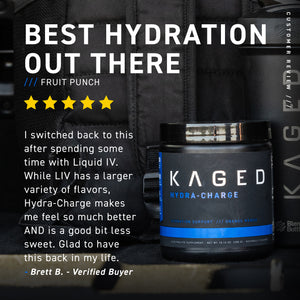 BEST HYDRATION
OUT THERE
/// FRUIT PUNCH
I switched back to this
after spending some
time with Liquid IV.
While LIV has a larger
variety of flavors,
Hydra-Charge makes
me feel so much better
AND is a good bit less
sweet. Glad to have
this back in my life.
_ Brett B. - Verified Buyer
CUSTOMER REVIEW ///
KAGED
HYDRA-CHARGE
KAGED